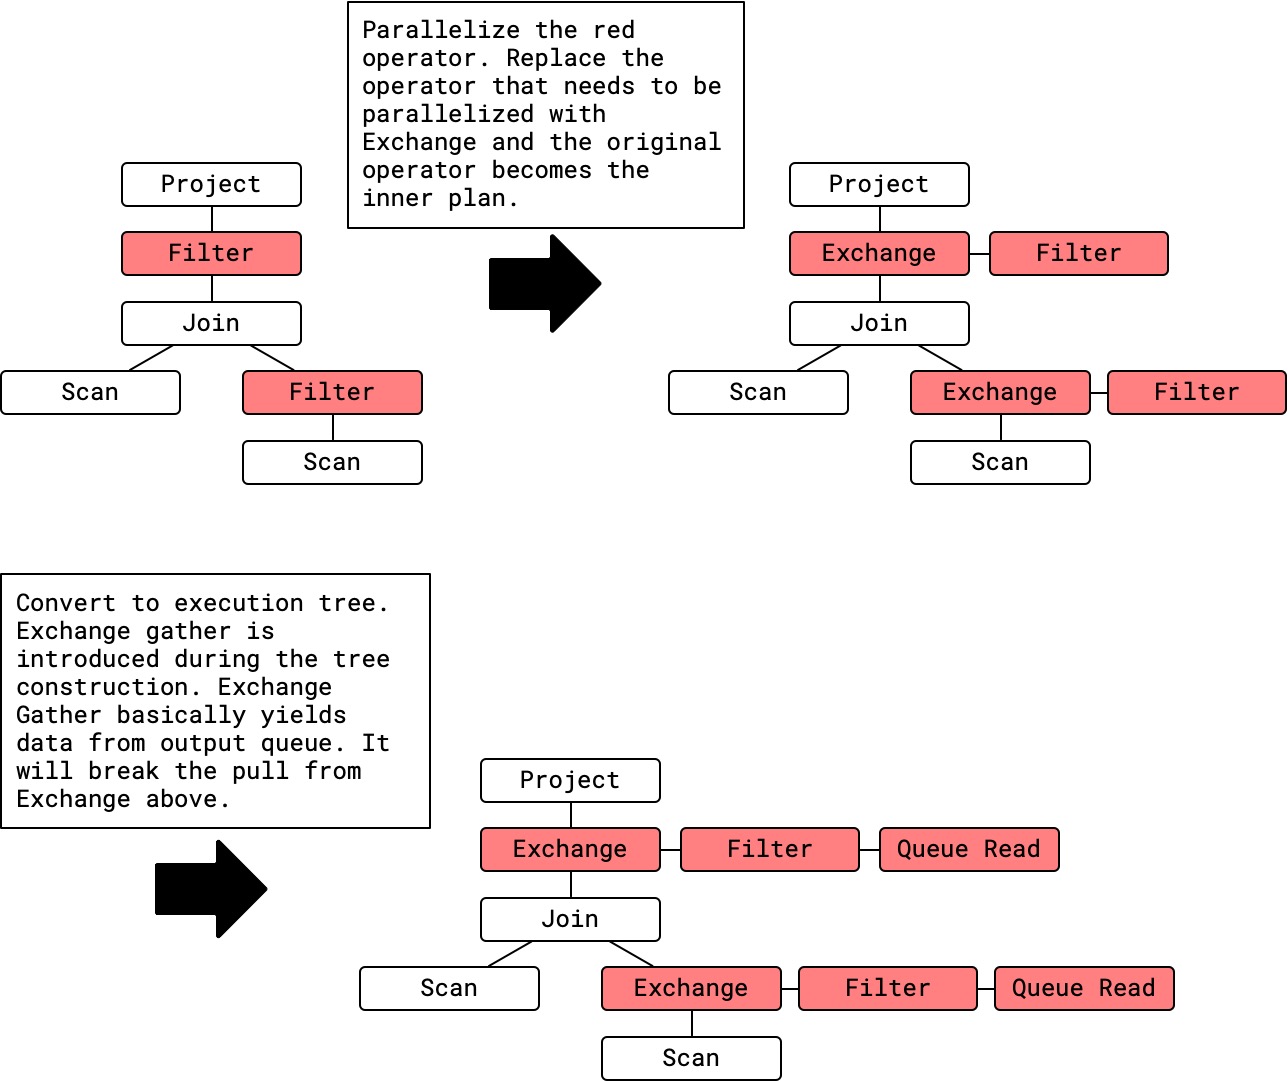 Parallelize the red
operator. Replace the
operator that needs to be
parallelized with
Exchange and the original
operator becomes the
inner plan.
Project
Filter
Join
Scan
Filter
Scan
Project
Exchange
Filter
Join
Scan
Exchange
Filter
Scan
Convert to execution tree.
Exchange gather is
introduced during the tree
construction. Exchange
Gather basically yields
data from output queue. It
will break the pull from
Exchange above.
Project
Exchange
Filter
Queue Read
Join
Scan
Exchange
Filter
Queue Read
Scan